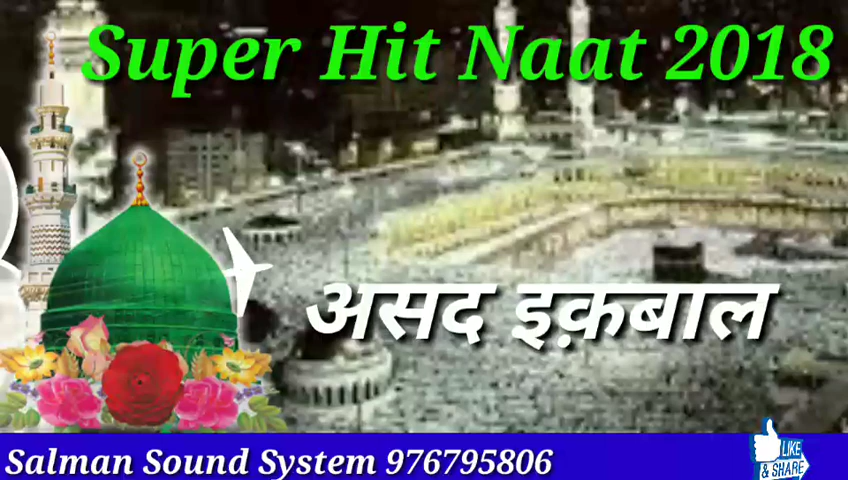 Super Hit Naat 2018
असद इक़बाल
Salman Sound System 976795806
LIKE
& SHARE